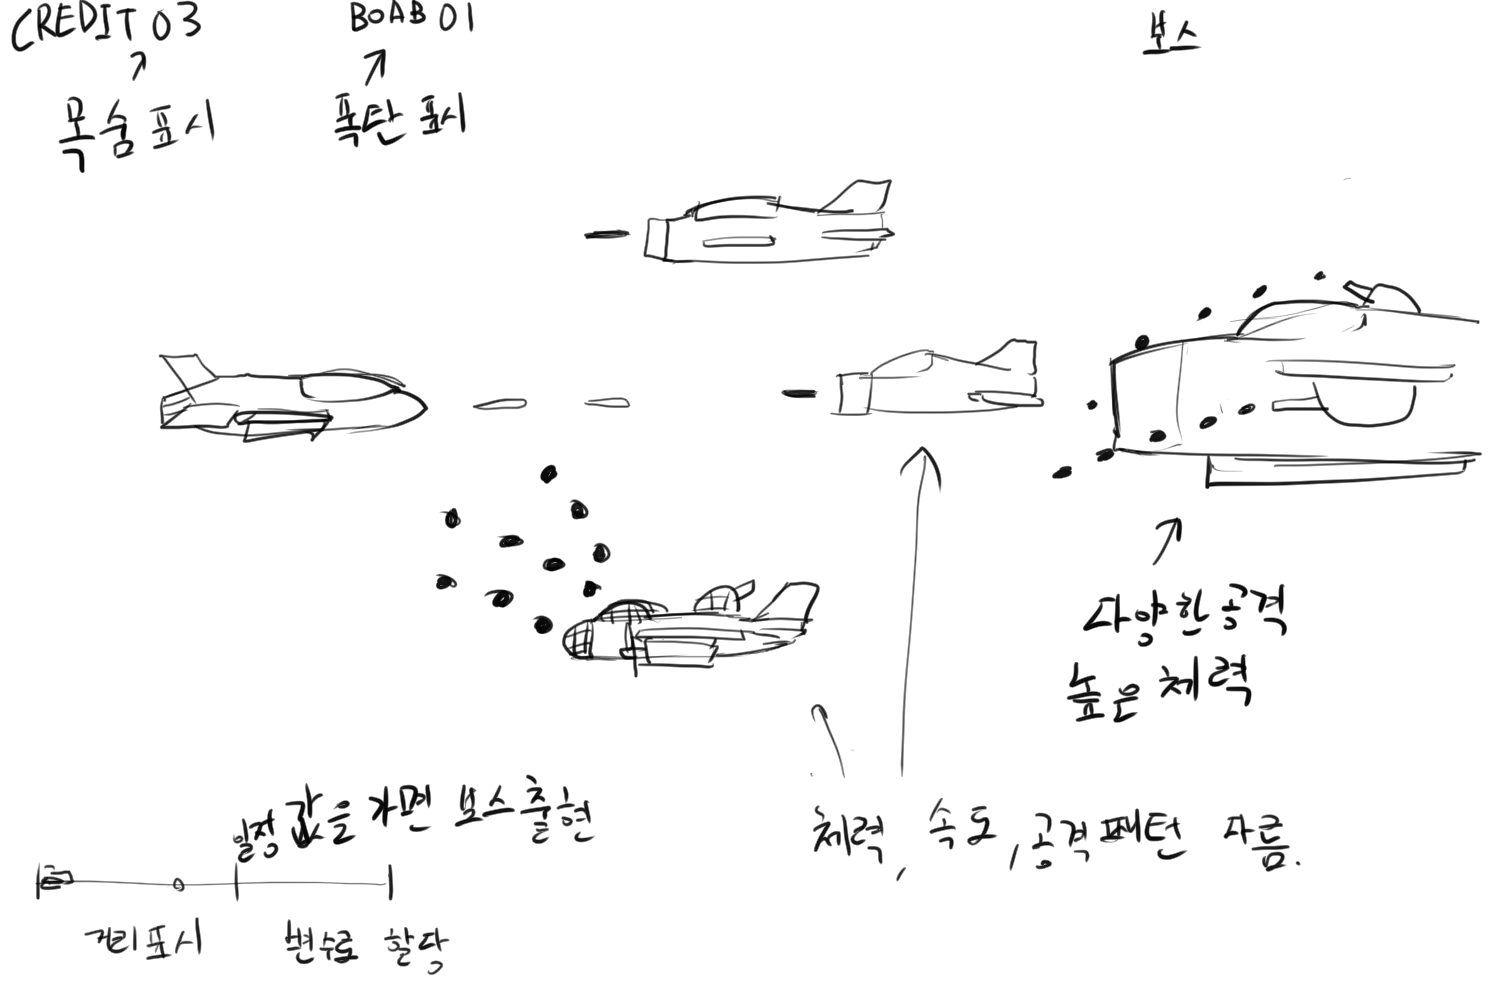 CREDIT 03
BOAB 01
보스
목숨 표시
폭탄 표시
다양한 공격
높은 체력
일정 값을 가면 보스출현
체력, 속도, 공격패턴 다름.
거리표시
변수로 할당